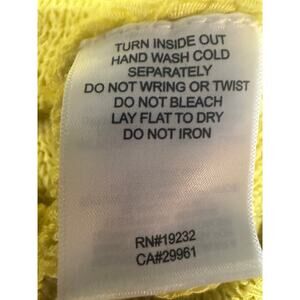 TURN INSIDE OUT
HAND WASH COLD
SEPARATELY
DO NOT WRING OR TWIST
DO NOT BLEACH
LAY FLAT TO DRY
DO NOT IRON
RN#19232
CA#29961